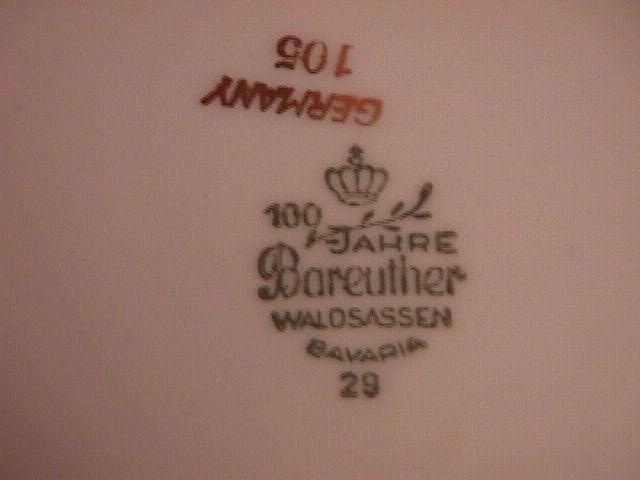 GERMANY
105
100
JAHRE
Bareuther
WALDSASSEN
BAVARIA
29